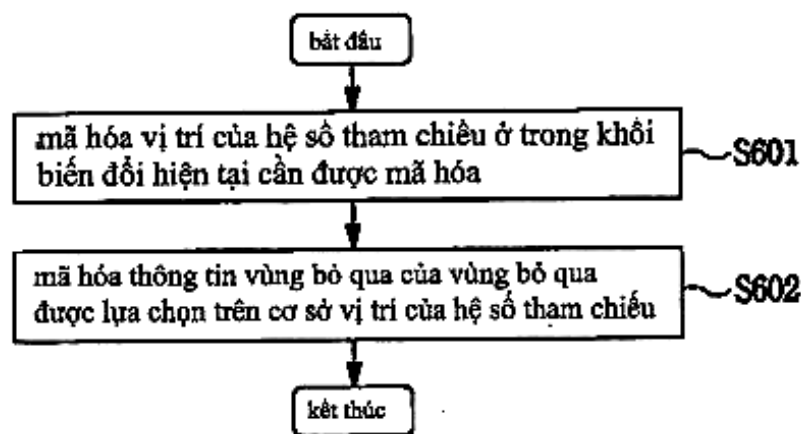 bắt đầu
mã hóa vị trí của hệ số tham chiếu ở trong khối
biến đổi hiện tại cần được mã hóa
S601
mã hóa thông tin vùng bỏ qua của vùng bỏ qua
được lựa chọn trên cơ sở vị trí của hệ số tham chiếu
S602
kết thúc